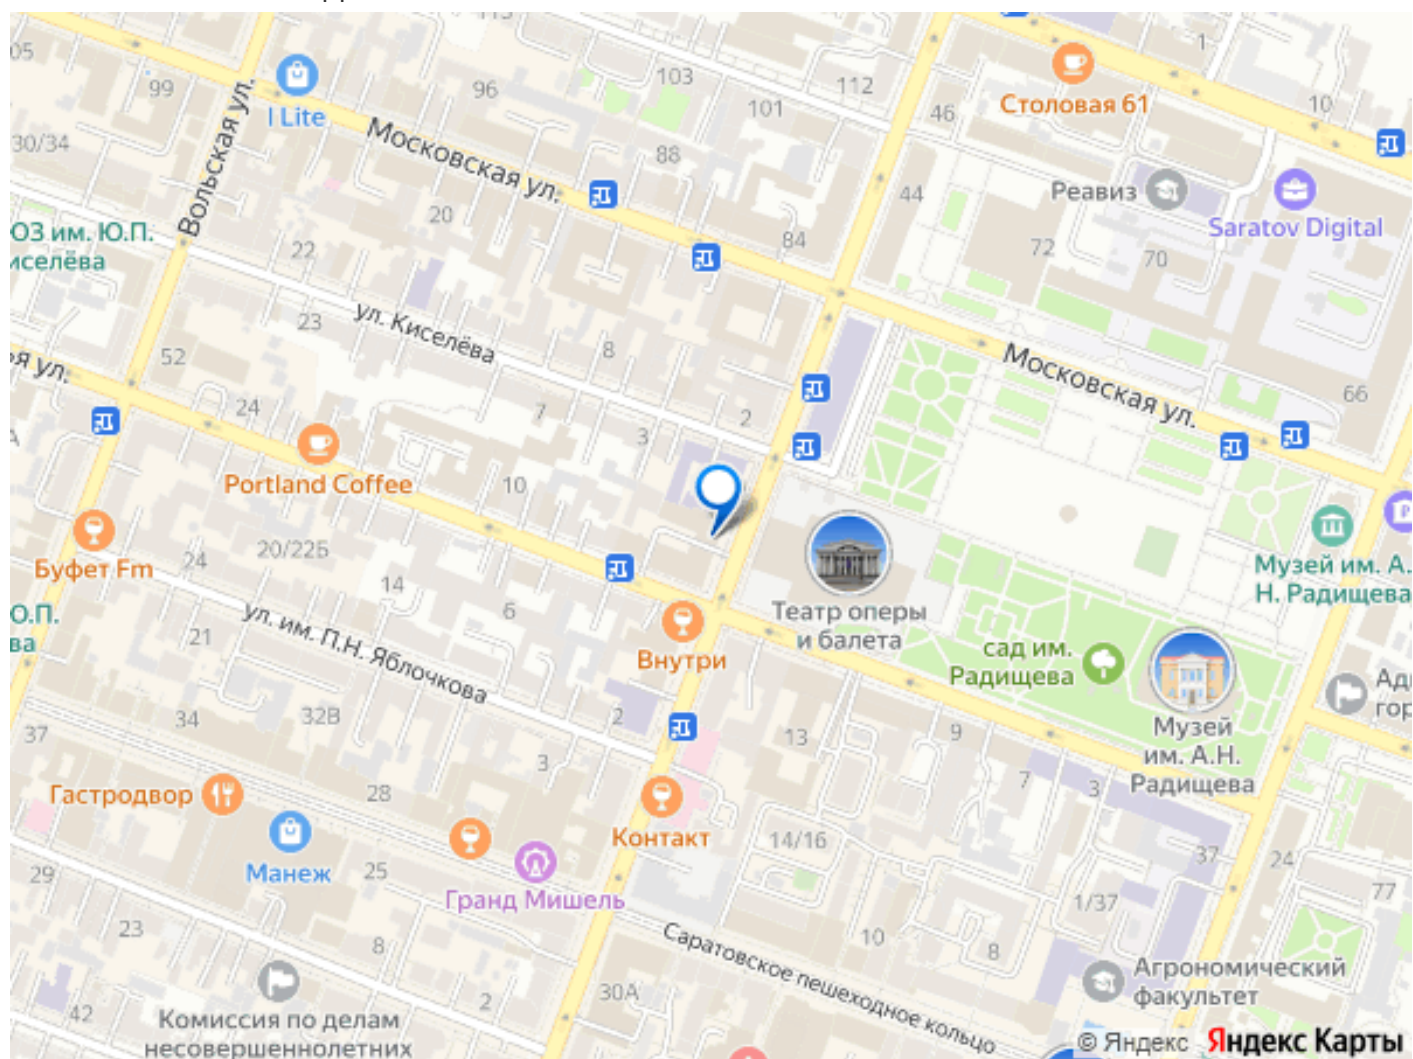 113
05
99
96
103
101
112
46
1
10
Столовая 61
I Lite
30/34
Вольская ул.
Московская ул.
88
44
20
22
84
72
70
66
Реавиз
Saratov Digital
ОЗ им. Ю.П.
иселёва
23
ул. Киселёва
8
Московская ул.
52
24
7
3
2
10
Portland Coffee
Буфет Fm
24
20/22Б
14
6
21
ул. им. П.Н. Яблочкова
Внутри
Театр оперы
и балета
сад им.
Радищева
Музей им. А.
Н. Радищева
Музей
им. А.Н.
Радищева
О.П.
ва
37
34
32В
2
3
13
9
7
3
Гастродвор
28
Манеж
25
Гранд Мишель
Контакт
14/16
37
24
77
29
23
8
2
42
30А
10
8
1/37
Саратовское пешеходное кольцо
Агрономический
факультет
Комиссия по делам
несовершеннолетних
© Яндекс Яндекс Карты